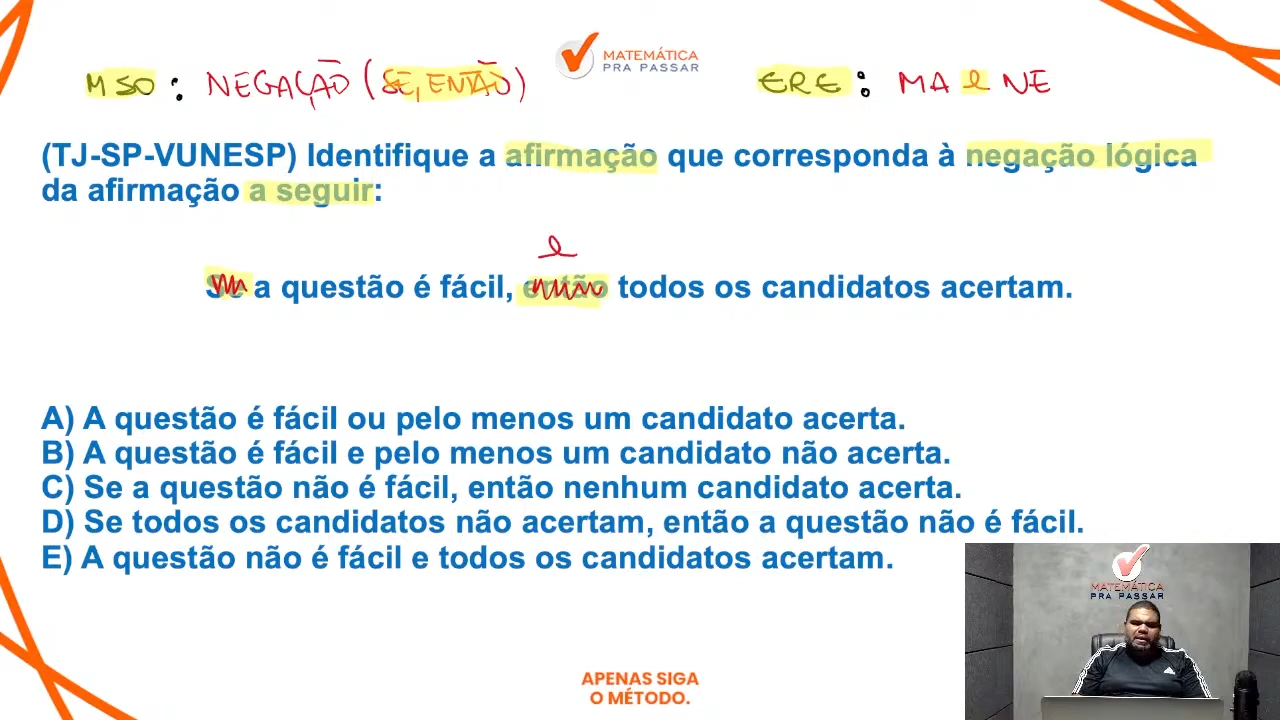 MATEMÁTICA
PRA PASSAR
MSO: NEGAÇÃO (SE, ENTÃO)
ERE: MA e NE
(TJ-SP-VUNESP) Identifique a afirmação que corresponda à negação lógica
da afirmação a seguir:
e
Se a questão é fácil, então todos os candidatos acertam.
A) A questão é fácil ou pelo menos um candidato acerta.
B) A questão é fácil e pelo menos um candidato não acerta.
C) Se a questão não é fácil, então nenhum candidato acerta.
D) Se todos os candidatos não acertam, então a questão não é fácil.
E) A questão não é fácil e todos os candidatos acertam.
MATEMÁTICA
PRA PASSAR
APENAS SIGA
O MÉTODO.